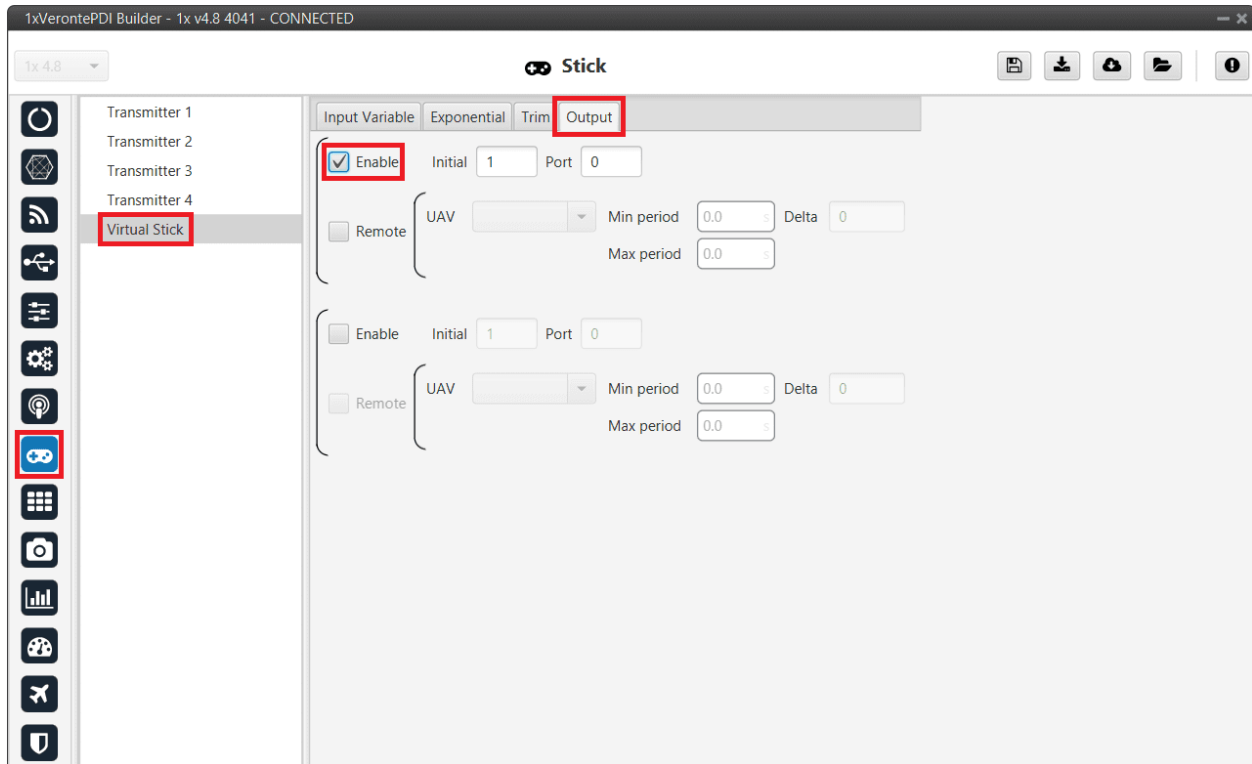 1xVerontePDI Builder - 1x v4.8 4041 - CONNECTED
1x 4.8
Stick
Transmitter 1
Transmitter 2
Transmitter 3
Transmitter 4
Virtual Stick
Input Variable Exponential Trim Output
Enable Initial 1 Port 0
UAV Min period 0.0 s Delta 0
Remote
Max period 0.0 s
Enable Initial 1 Port 0
UAV Min period 0.0 s Delta 0
Remote
Max period 0.0 s